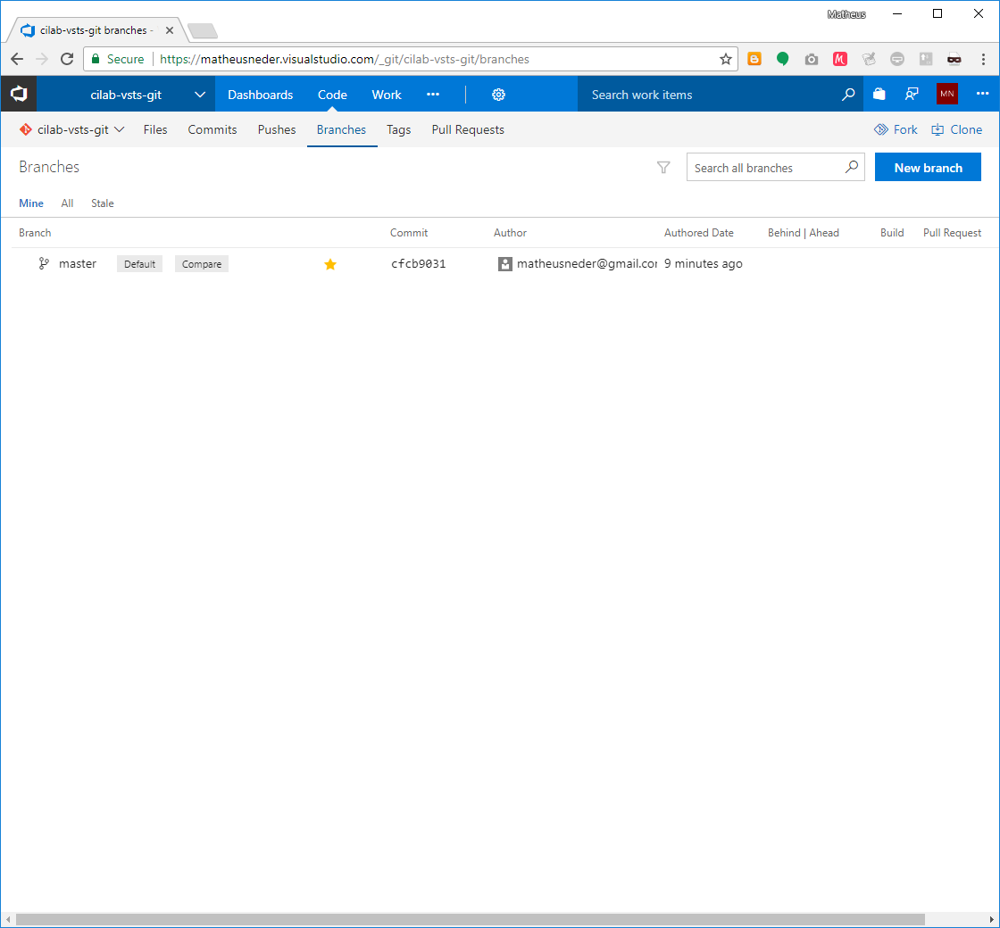 Matheus
cilab-vsts-git branches -
Secure https://matheusneder.visualstudio.com/_git/cilab-vsts-git/branches
cilab-vsts-git Dashboards Code Work ... Search work items MN ...
cilab-vsts-git Files Commits Pushes Branches Tags Pull Requests Fork Clone
Branches Search all branches New branch
Mine All Stale
Branch Commit Author Authored Date Behind | Ahead Build Pull Request
master Default Compare cfcb9031 matheusneder@gmail.cor 9 minutes ago